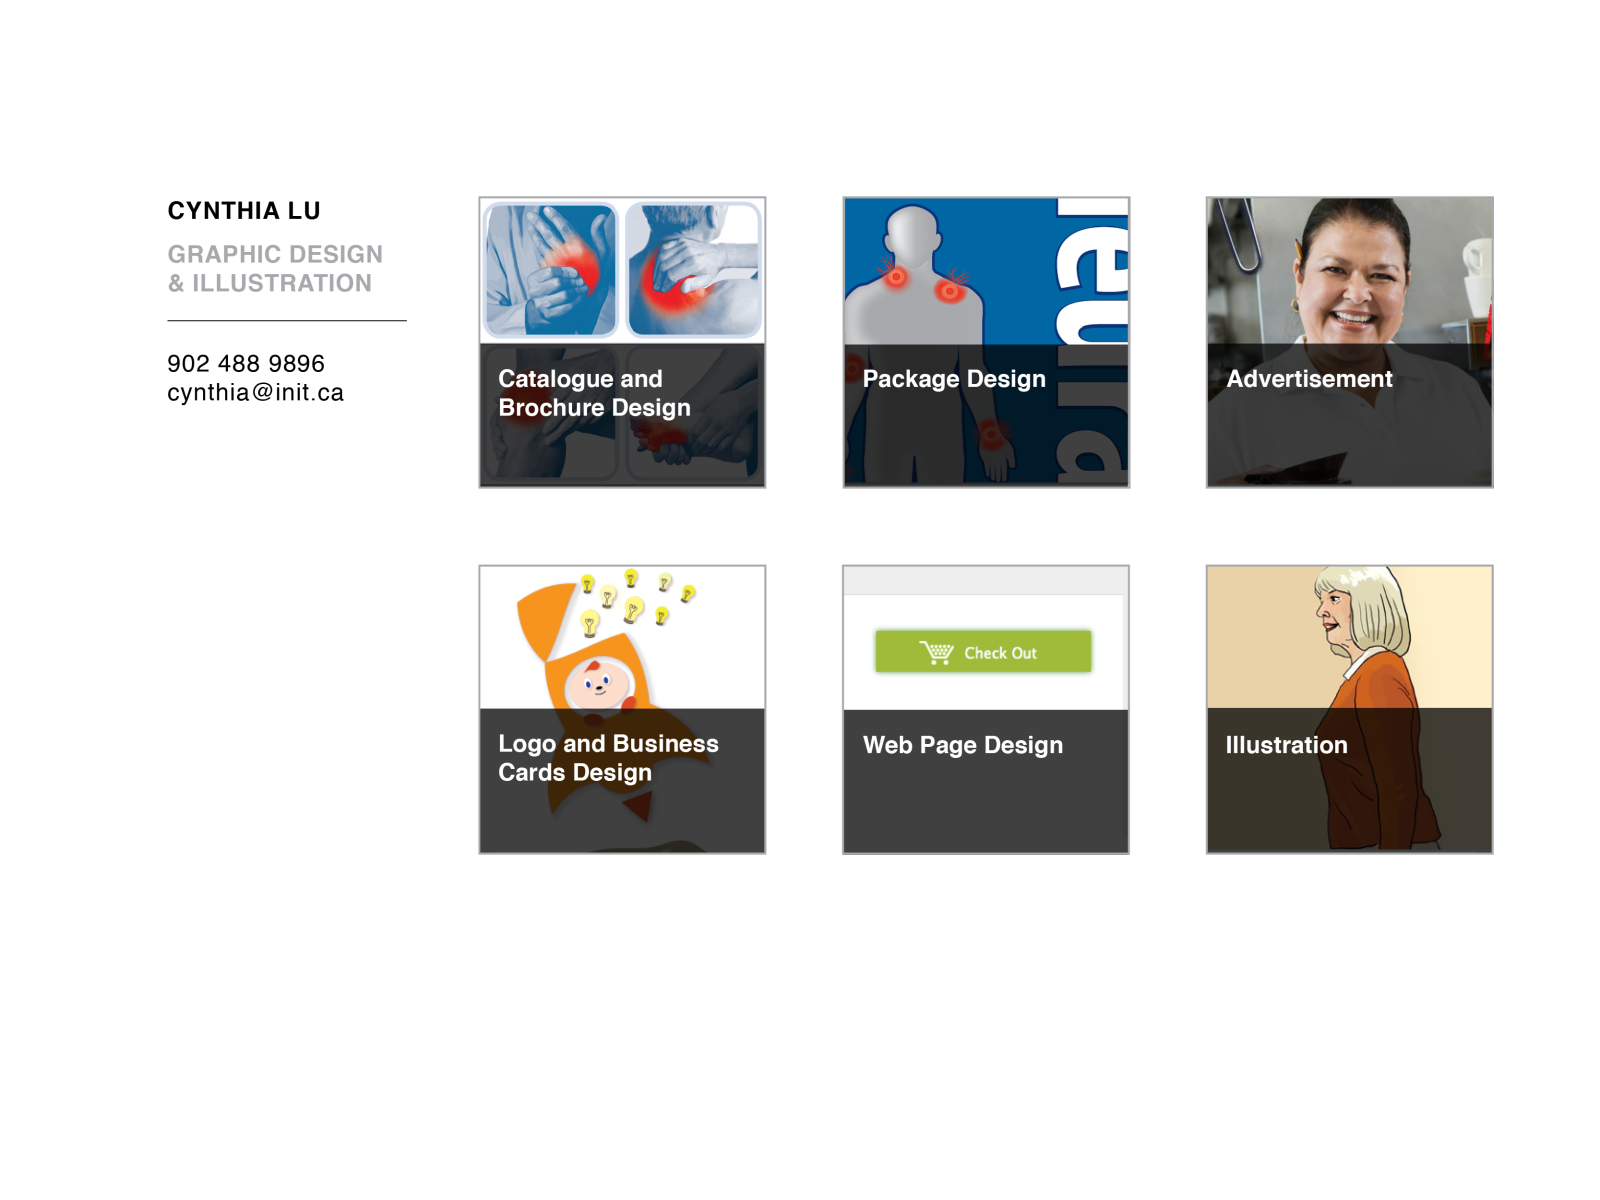 CYNTHIA LU
GRAPHIC DESIGN
& ILLUSTRATION
902 488 9896
cynthia@init.ca
Catalogue and
Brochure Design
Package Design
eura
Advertisement
Logo and Business
Cards Design
Check Out
Web Page Design
Illustration